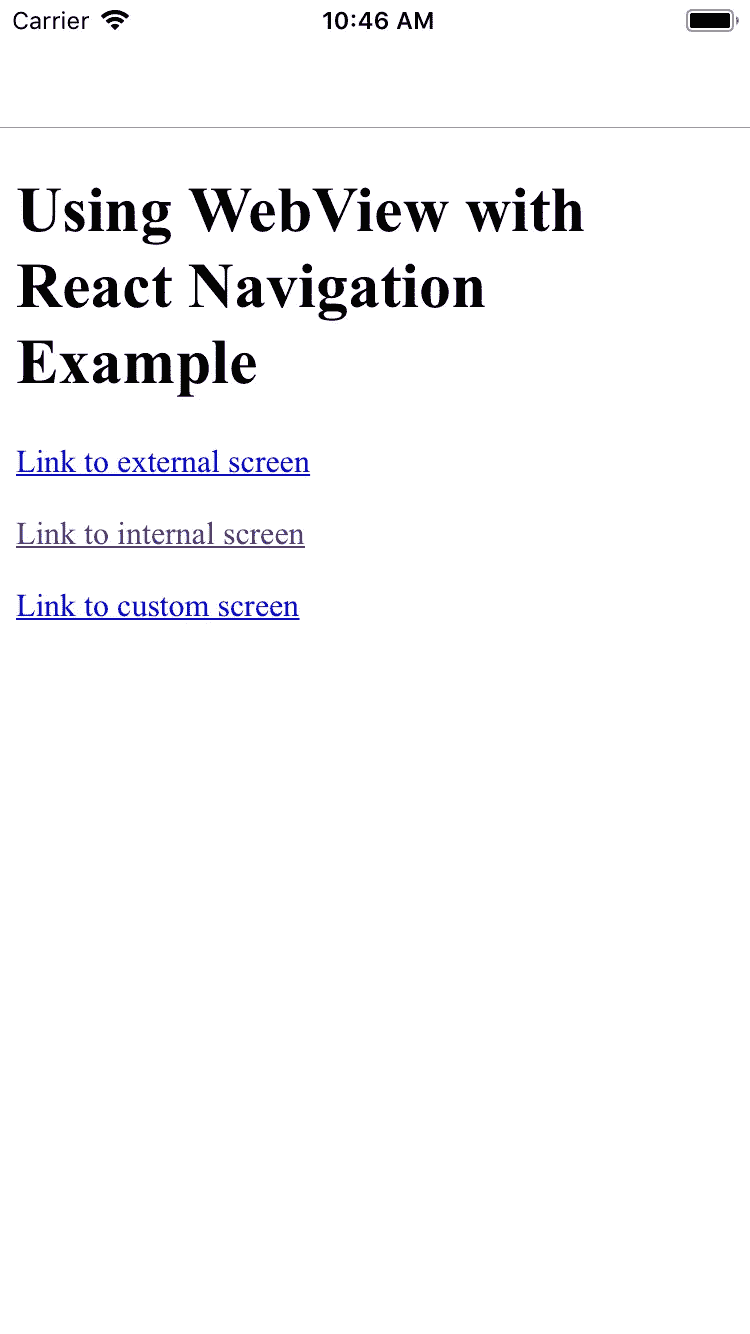 Carrier 10:46 AM
Using WebView with
React Navigation
Example
Link to external screen
Link to internal screen
Link to custom screen